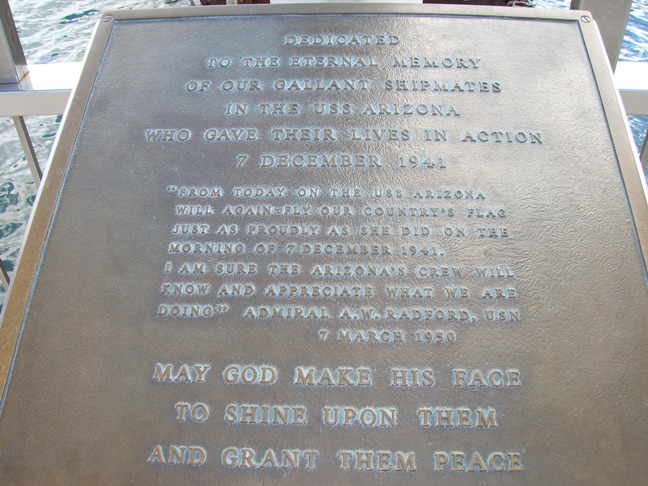 DEDICATED
TO THE ETERNAL MEMORY
OF OUR GALLANT SHIPMATES
IN THE USS ARIZONA
WHO GAVE THEIR LIVES IN ACTION
7 DECEMBER 1941
"FROM TODAY ON THE USS ARIZONA
WILL AGAIN FLY OUR COUNTRY'S FLAG
JUST AS PROUDLY AS SHE DID ON THE
MORNING OF 7 DECEMBER 1941.
I AM SURE THE ARIZONA'S CREW WILL
KNOW AND APPRECIATE WHAT WE ARE
DOING" ADMIRAL A.W. RADFORD, USN
7 MARCH 1950
MAY GOD MAKE HIS FACE
TO SHINE UPON THEM
AND GRANT THEM PEACE